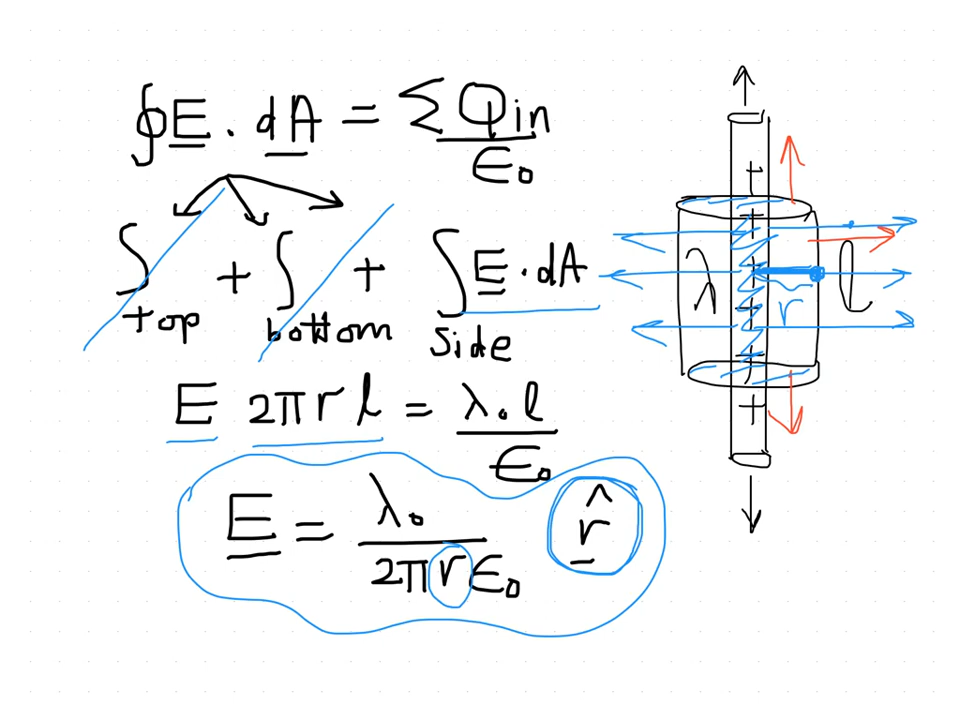 ∮E · dA = ΣQin / ε₀
∫top + ∫bottom + ∫side E · dA
E 2πrl = λ₀l / ε₀
E = λ₀ / 2πrε₀ r̂
+
+
+
+
+
+
λ
r
l